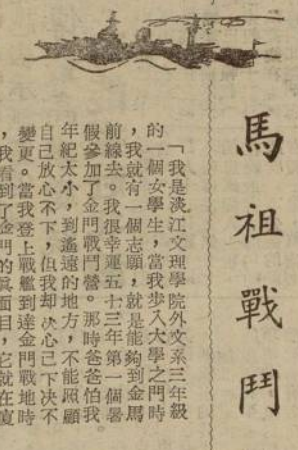 馬祖戰鬥
「我是淡江文理學院外文系三年級
的一個女學生,當我步入大學之門時
,我就有一個志願,就是能夠到金馬
前線去。我很幸運五十三年第一個暑
假參加了金門戰鬥營。那時爸爸怕我
年紀太小,到遙遠的地方,不能照顧
自己放心不下,但我却决心已下决不
變更。當我登上戰艦到達金門戰地時
,我看到了金門的眞面目,它就在廈